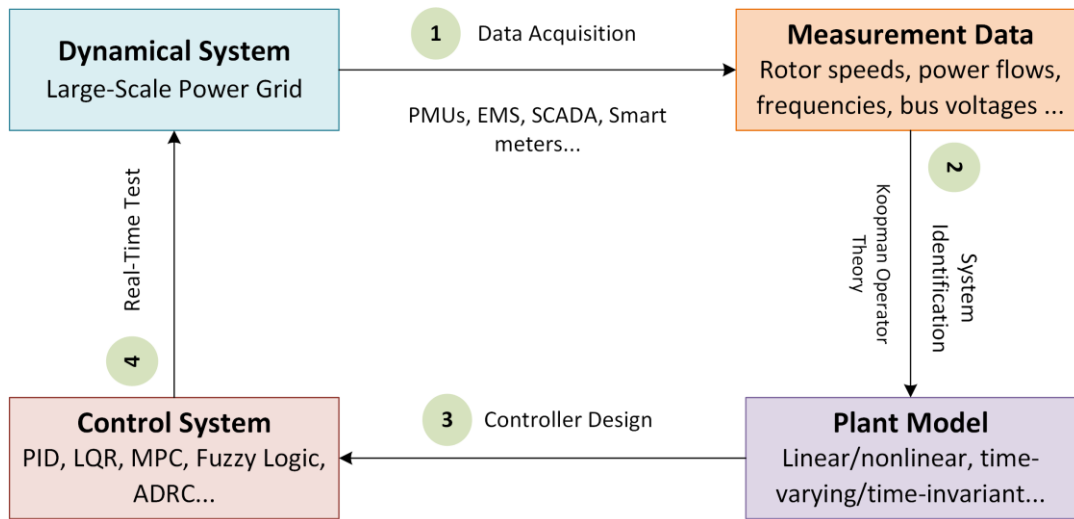 Dynamical System
Large-Scale Power Grid
1
Data Acquisition
PMUs, EMS, SCADA, Smart
meters...
Measurement Data
Rotor speeds, power flows,
frequencies, bus voltages ...
2
System
Identification
Koopman Operator
Theory
Plant Model
Linear/nonlinear, time-
varying/time-invariant...
3
Controller Design
Control System
PID, LQR, MPC, Fuzzy Logic,
ADRC...
4
Real-Time Test